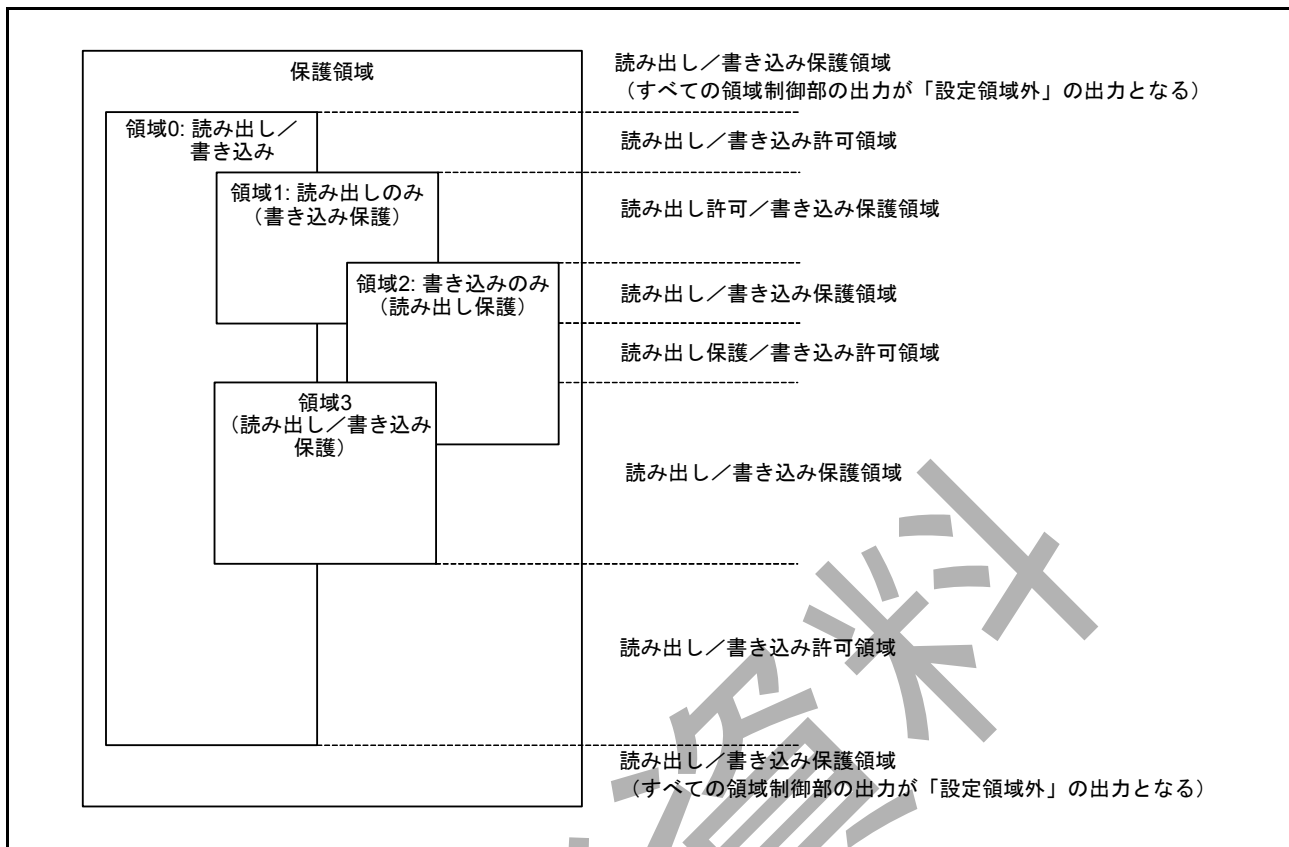 保護領域
読み出し／書き込み保護領域
（すべての領域制御部の出力が「設定領域外」の出力となる）
領域0: 読み出し／
書き込み
読み出し／書き込み許可領域
領域1: 読み出しのみ
（書き込み保護）
読み出し許可／書き込み保護領域
領域2: 書き込みのみ
（読み出し保護）
読み出し／書き込み保護領域
読み出し保護／書き込み許可領域
領域3
（読み出し／書き込み
保護）
読み出し／書き込み保護領域
読み出し／書き込み許可領域
読み出し／書き込み保護領域
（すべての領域制御部の出力が「設定領域外」の出力となる）
資料